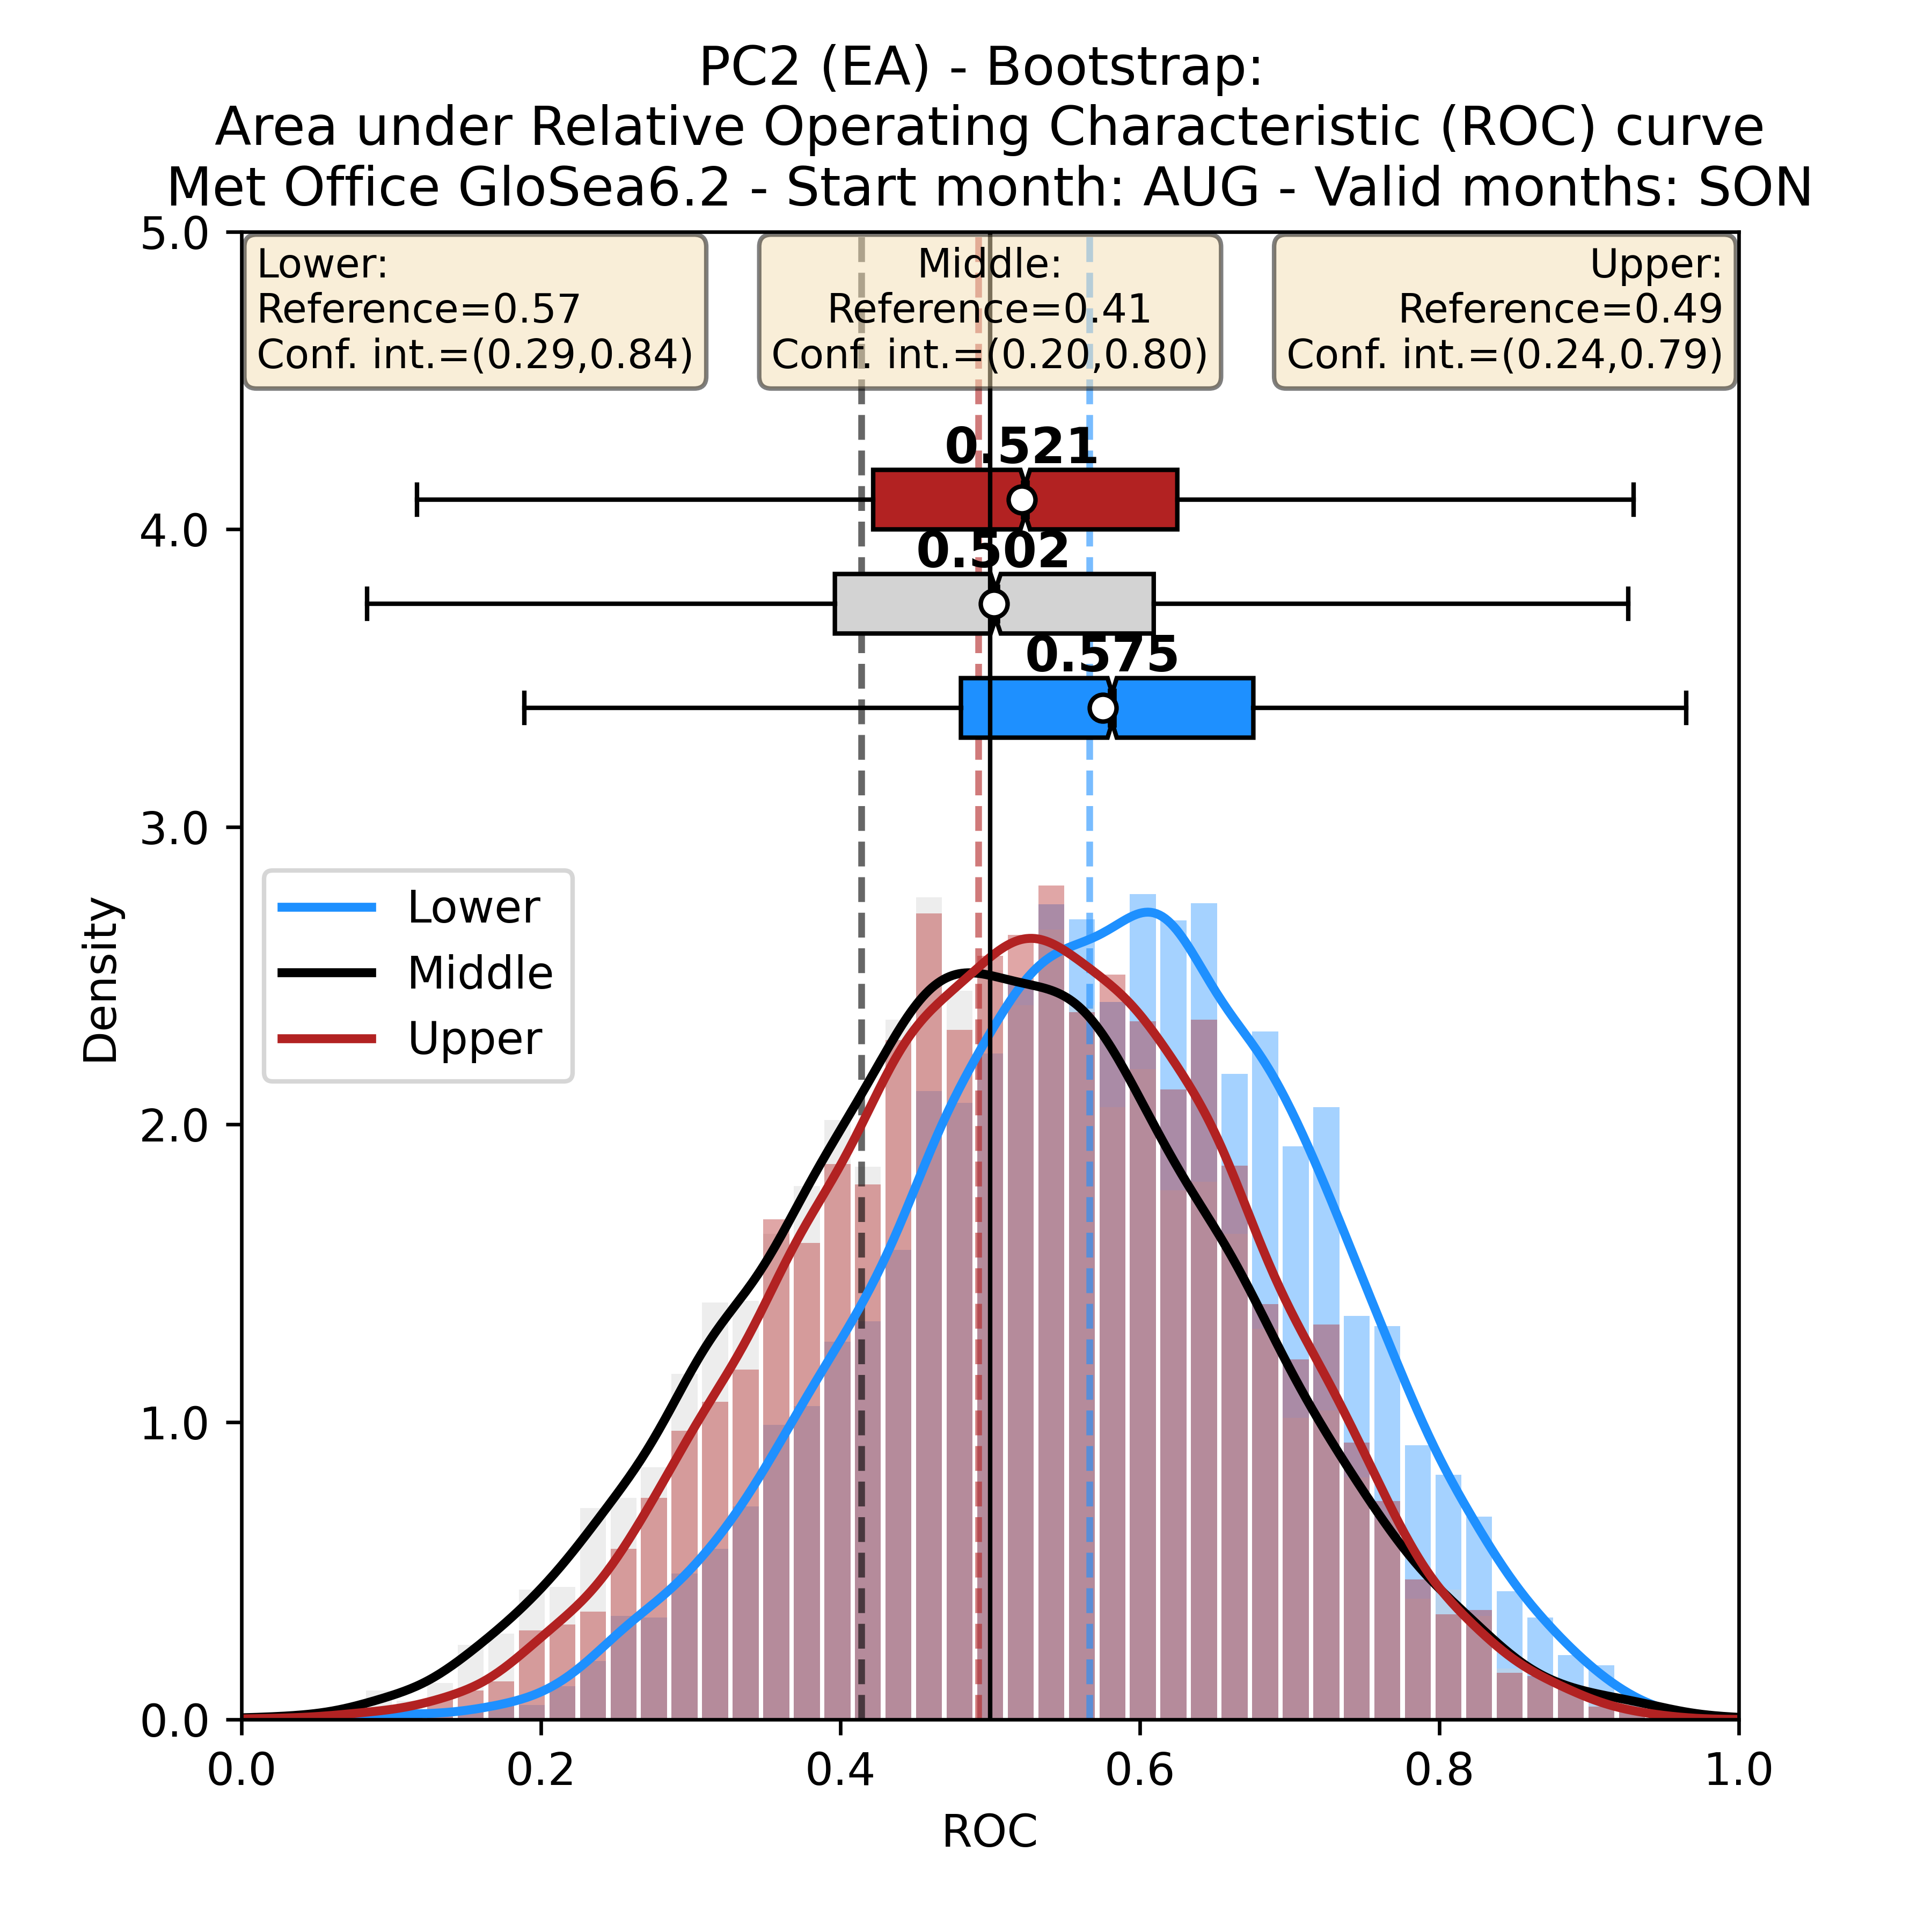 PC2 (EA) - Bootstrap:
Area under Relative Operating Characteristic (ROC) curve
Met Office GloSea6.2 - Start month: AUG - Valid months: SON
Lower:
Reference=0.57
Conf. int.=(0.29,0.84)
Middle:
Reference=0.41
Conf. int.=(0.20,0.80)
Upper:
Reference=0.49
Conf. int.=(0.24,0.79)
0.521
0.502
0.575
Lower
Middle
Upper
Density
5.0
4.0
3.0
2.0
1.0
0.0
0.0 0.2 0.4 0.6 0.8 1.0
ROC